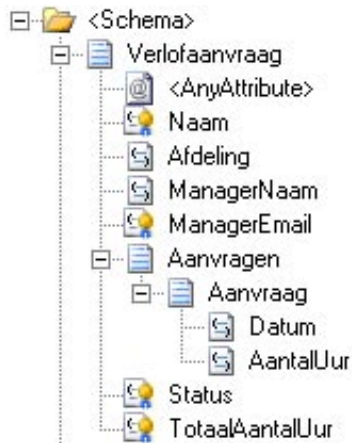 <Schema>
Verlofaanvraag
<AnyAttribute>
Naam
Afdeling
ManagerNaam
ManagerEmail
Aanvragen
Aanvraag
Datum
AantalUur
Status
TotaalAantalUur